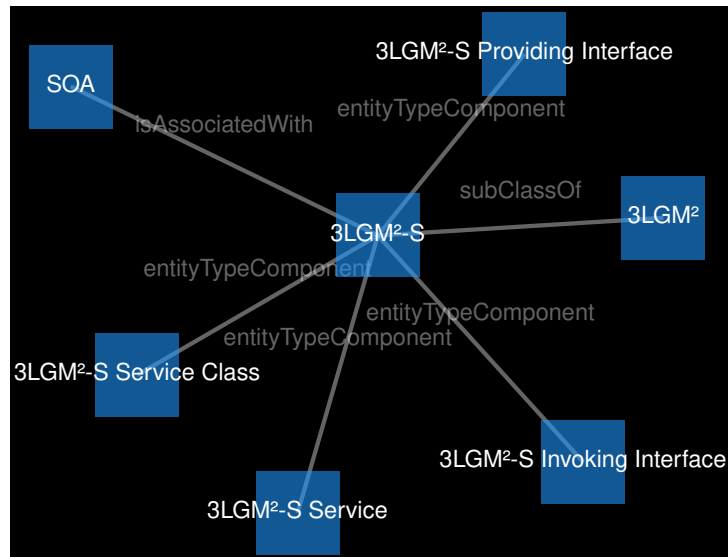 3LGM²-S Providing Interface
SOA
entityTypeComponent
isAssociatedWith
subClassOf
3LGM²
3LGM²-S
entityTypeComponent
entityTypeComponent
entityTypeComponent
3LGM²-S Service Class
3LGM²-S Invoking Interface
3LGM²-S Service